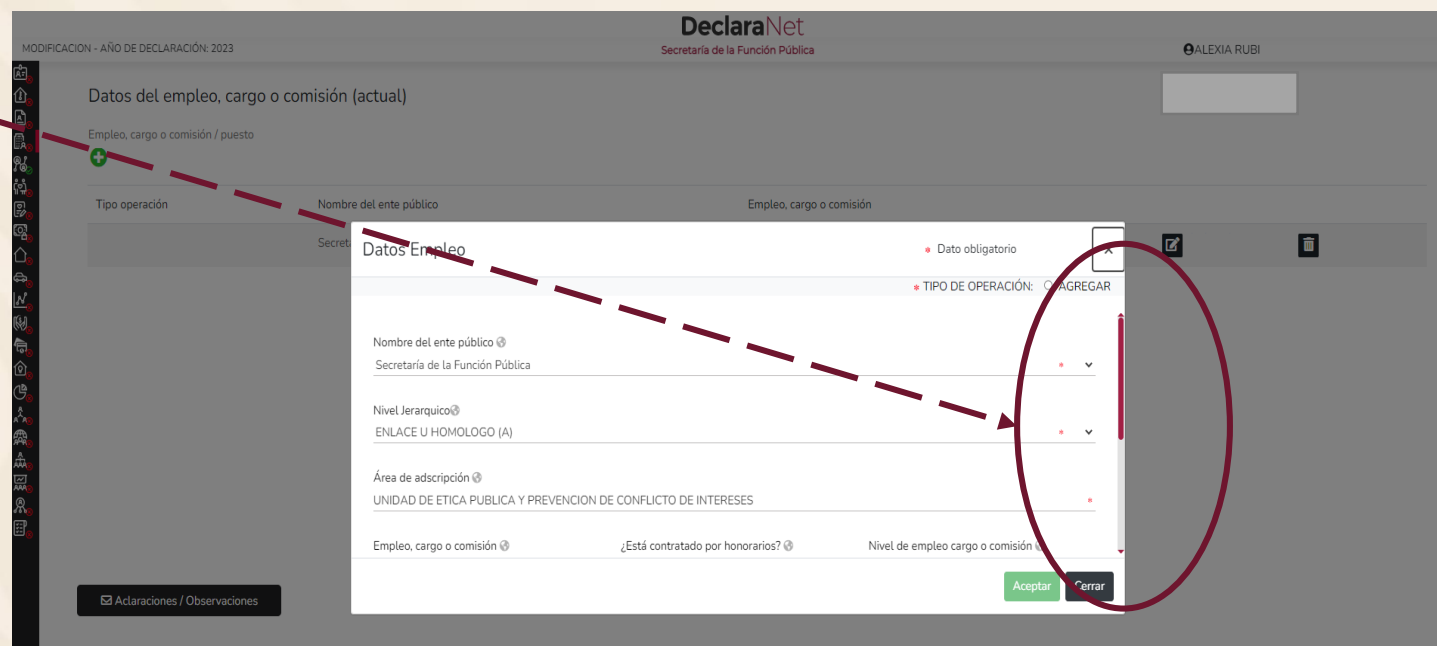 DeclaraNet
MODIFICACION - AÑO DE DECLARACIÓN: 2023
Secretaría de la Función Pública
ALEXIA RUBI
Datos del empleo, cargo o comisión (actual)
Empleo, cargo o comisión / puesto
Tipo operación Nombre del ente público Empleo, cargo o comisión
Datos Empleo
* Dato obligatorio
x
* TIPO DE OPERACIÓN: AGREGAR
Nombre del ente público
Secretaría de la Función Pública *
Nivel Jerarquico
ENLACE U HOMOLOGO (A) *
Área de adscripción
UNIDAD DE ETICA PUBLICA Y PREVENCION DE CONFLICTO DE INTERESES *
Empleo, cargo o comisión ¿Está contratado por honorarios? Nivel de empleo cargo o comisión
Aceptar Cerrar
Aclaraciones / Observaciones